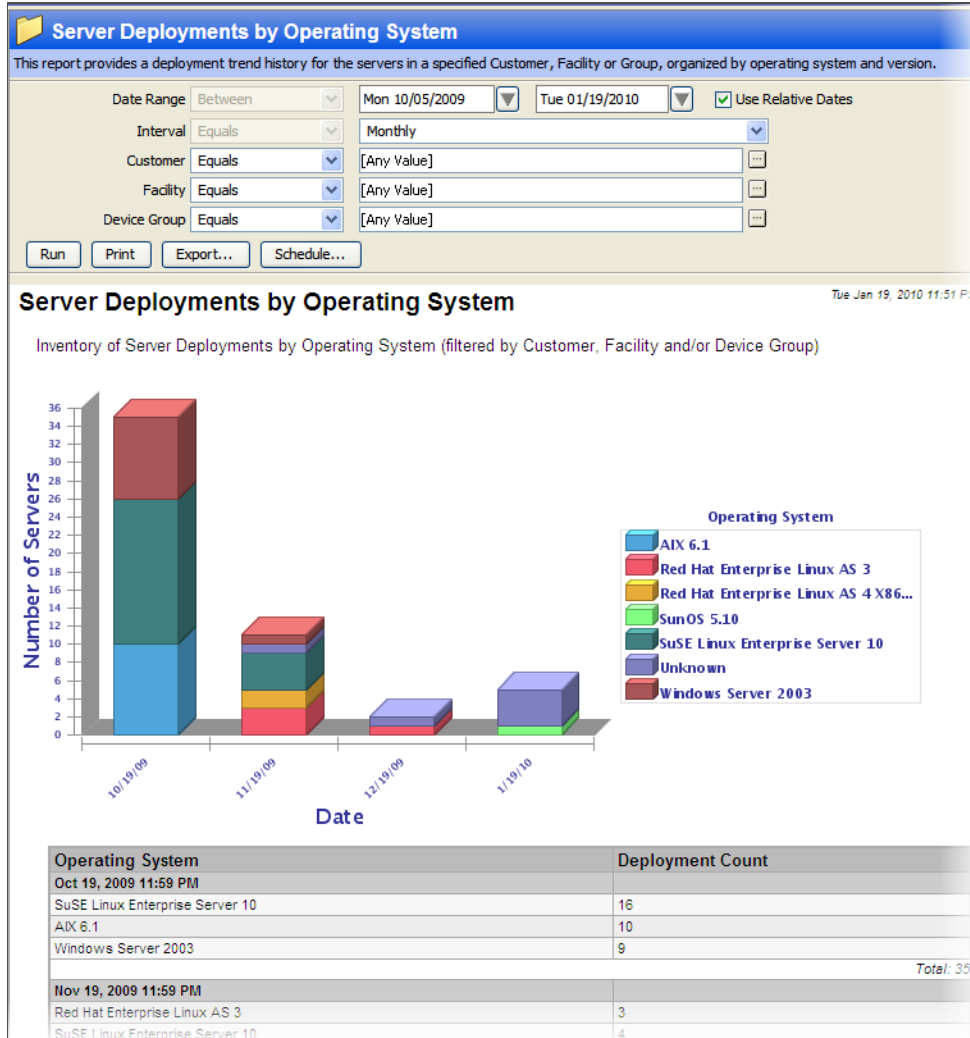 Server Deployments by Operating System
This report provides a deployment trend history for the servers in a specified Customer, Facility or Group, organized by operating system and version.
Date Range Between Mon 10/05/2009 Tue 01/19/2010 Use Relative Dates
Interval Equals Monthly
Customer Equals [Any Value] ...
Facility Equals [Any Value] ...
Device Group Equals [Any Value] ...
Run Print Export... Schedule...
Server Deployments by Operating System
Tue Jan 19, 2010 11:51
Inventory of Server Deployments by Operating System (filtered by Customer, Facility and/or Device Group)
Number of Servers
36
34
32
30
28
26
24
22
20
18
16
14
12
10
8
6
4
2
0
10/19/09
11/19/09
12/19/09
1/19/10
Date
Operating System
AIX 6.1
Red Hat Enterprise Linux AS 3
Red Hat Enterprise Linux AS 4 X86...
SunOS 5.10
SuSE Linux Enterprise Server 10
Unknown
Windows Server 2003
Operating System Deployment Count
Oct 19, 2009 11:59 PM
SuSE Linux Enterprise Server 10 16
AIX 6.1 10
Windows Server 2003 9
Total: 35
Nov 19, 2009 11:59 PM
Red Hat Enterprise Linux AS 3 3
SuSE Linux Enterprise Server 10 4